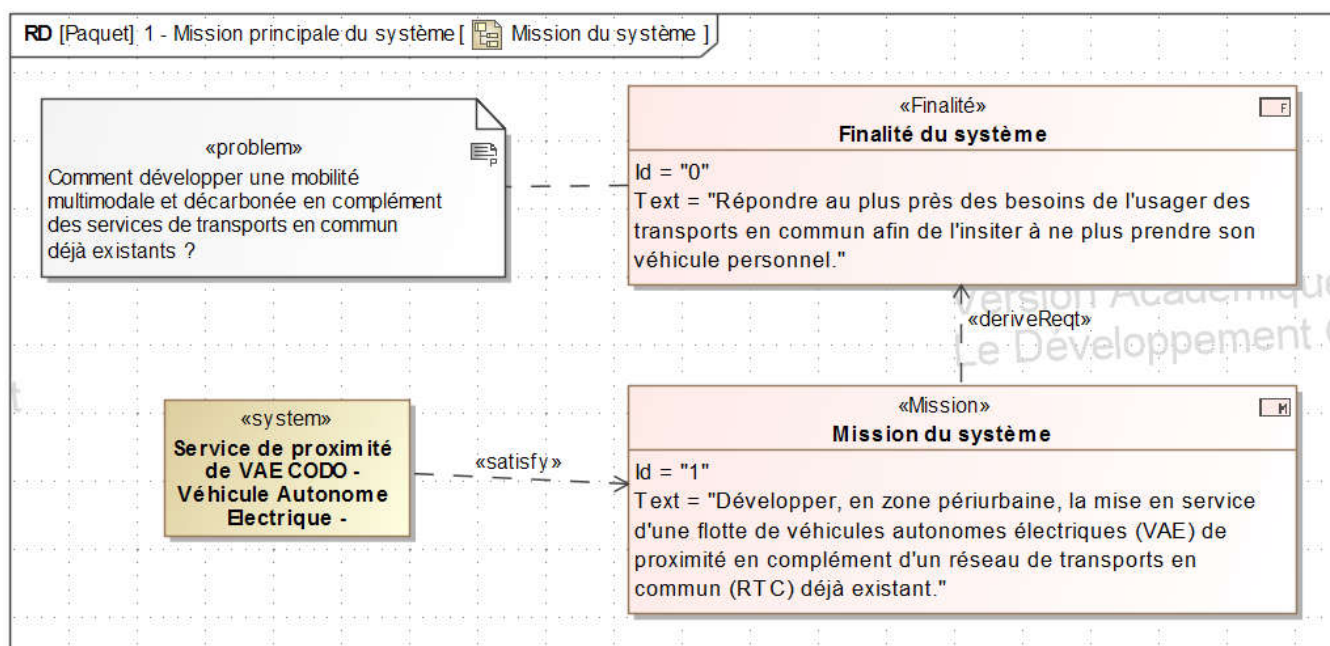 RD [Paquet] 1 - Mission principale du système [ Mission du système ]
«problem»
Comment développer une mobilité
multimodale et décarbonée en complément
des services de transports en commun
déjà existants ?
«Finalité»
F
Finalité du système
Id = "0"
Text = "Répondre au plus près des besoins de l'usager des
transports en commun afin de l'insiter à ne plus prendre son
véhicule personnel."
Version Académique
«deriveReqt»
Le Développement
«system»
Service de proximité
de VAE CODO -
Véhicule Autonome
Electrique -
«satisfy»
«Mission»
M
Mission du système
Id = "1"
Text = "Développer, en zone périurbaine, la mise en service
d'une flotte de véhicules autonomes électriques (VAE) de
proximité en complément d'un réseau de transports en
commun (RTC) déjà existant."